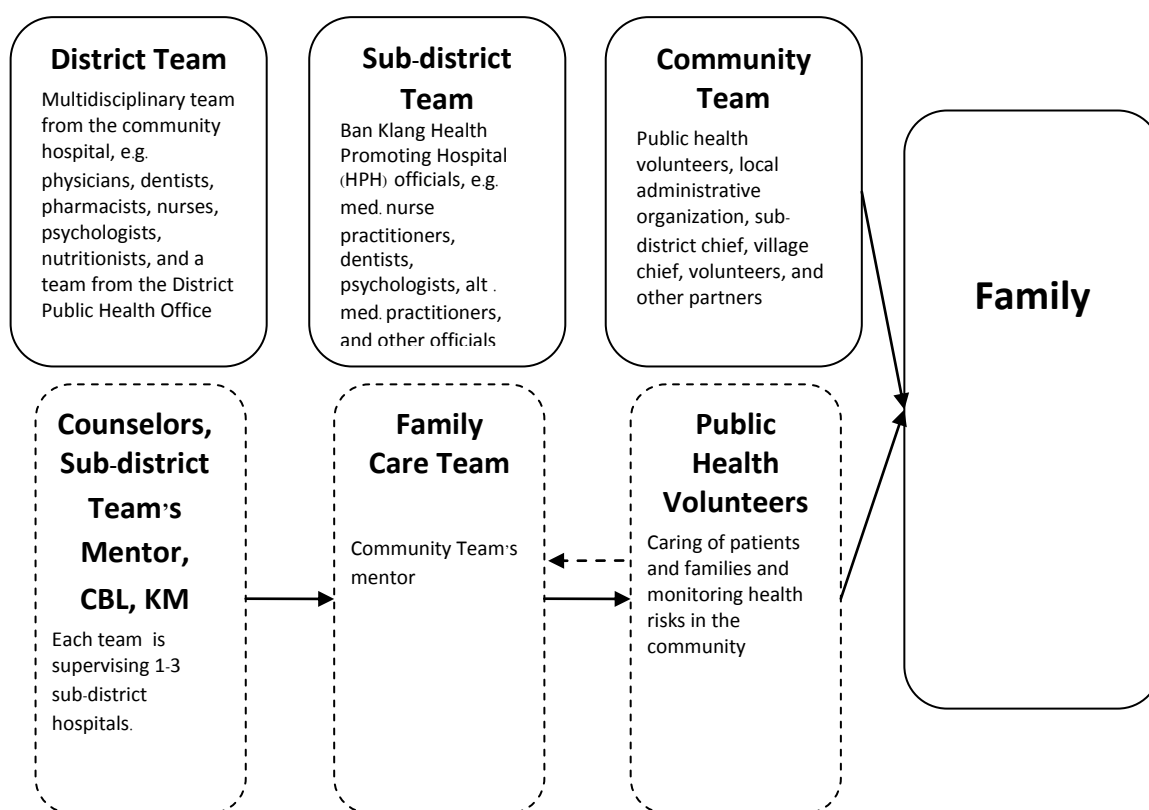 District Team
Multidisciplinary team
from the community
hospital, e.g.
physicians, dentists,
pharmacists, nurses,
psychologists,
nutritionists, and a
team from the District
Public Health Office
Sub-district
Team
Ban Klang Health
Promoting Hospital
(HPH) officials, e.g.
med. nurse
practitioners,
dentists,
psychologists, alt .
med. practitioners,
and other officials
Community
Team
Public health
volunteers, local
administrative
organization, sub-
district chief, village
chief, volunteers, and
other partners
Family
Counselors,
Sub-district
Team's
Mentor,
CBL, KM
Each team is
supervising 1-3
sub-district
hospitals.
Family
Care Team
Community Team's
mentor
Public
Health
Volunteers
Caring of patients
and families and
monitoring health
risks in the
community